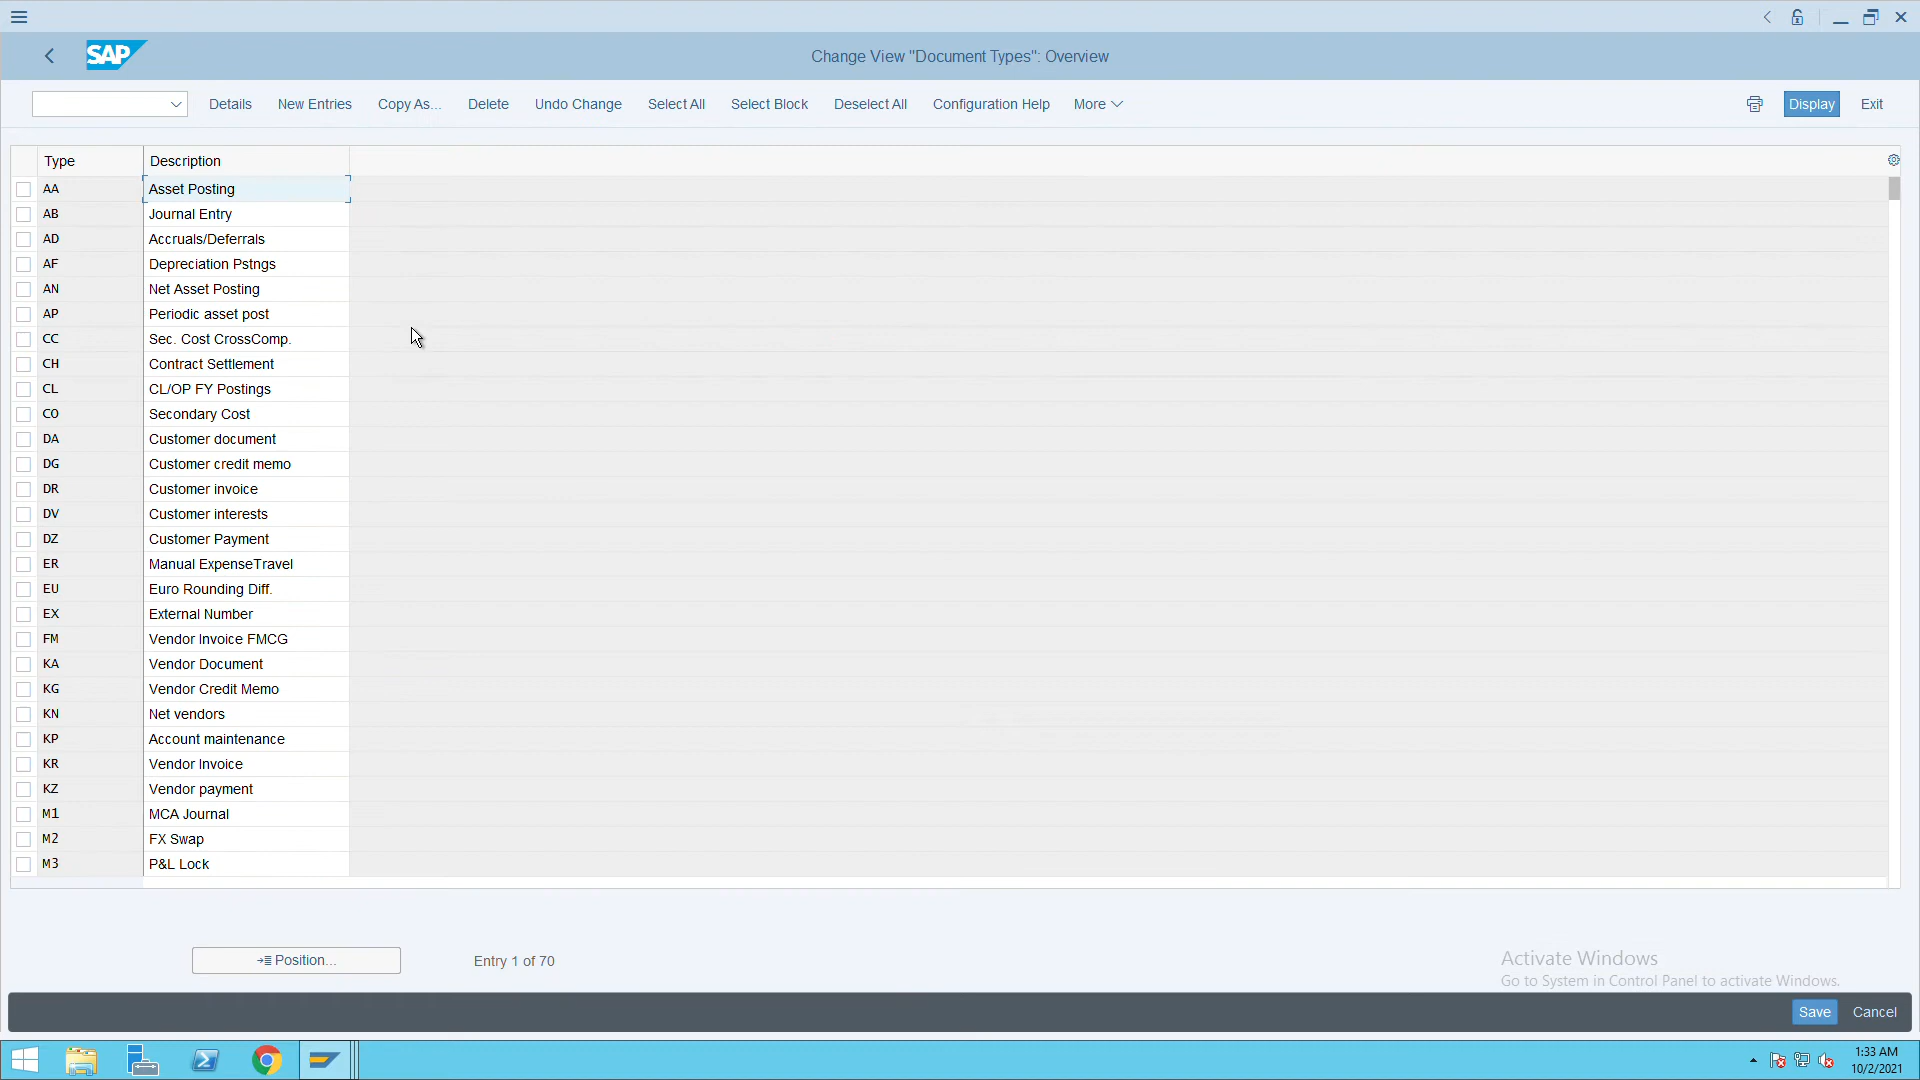 SAP
Change View "Document Types": Overview
Details New Entries Copy As... Delete Undo Change Select All Select Block Deselect All Configuration Help More Display Exit
Type Description
AA Asset Posting
AB Journal Entry
AD Accruals/Deferrals
AF Depreciation Pstngs
AN Net Asset Posting
AP Periodic asset post
CC Sec. Cost CrossComp.
CH Contract Settlement
CL CL/OP FY Postings
CO Secondary Cost
DA Customer document
DG Customer credit memo
DR Customer invoice
DV Customer interests
DZ Customer Payment
ER Manual ExpenseTravel
EU Euro Rounding Diff.
EX External Number
FM Vendor Invoice FMCG
KA Vendor Document
KG Vendor Credit Memo
KN Net vendors
KP Account maintenance
KR Vendor Invoice
KZ Vendor payment
M1 MCA Journal
M2 FX Swap
M3 P&L Lock
Position... Entry 1 of 70
Activate Windows
Go to System in Control Panel to activate Windows.
Save Cancel
1:33 AM
10/2/2021